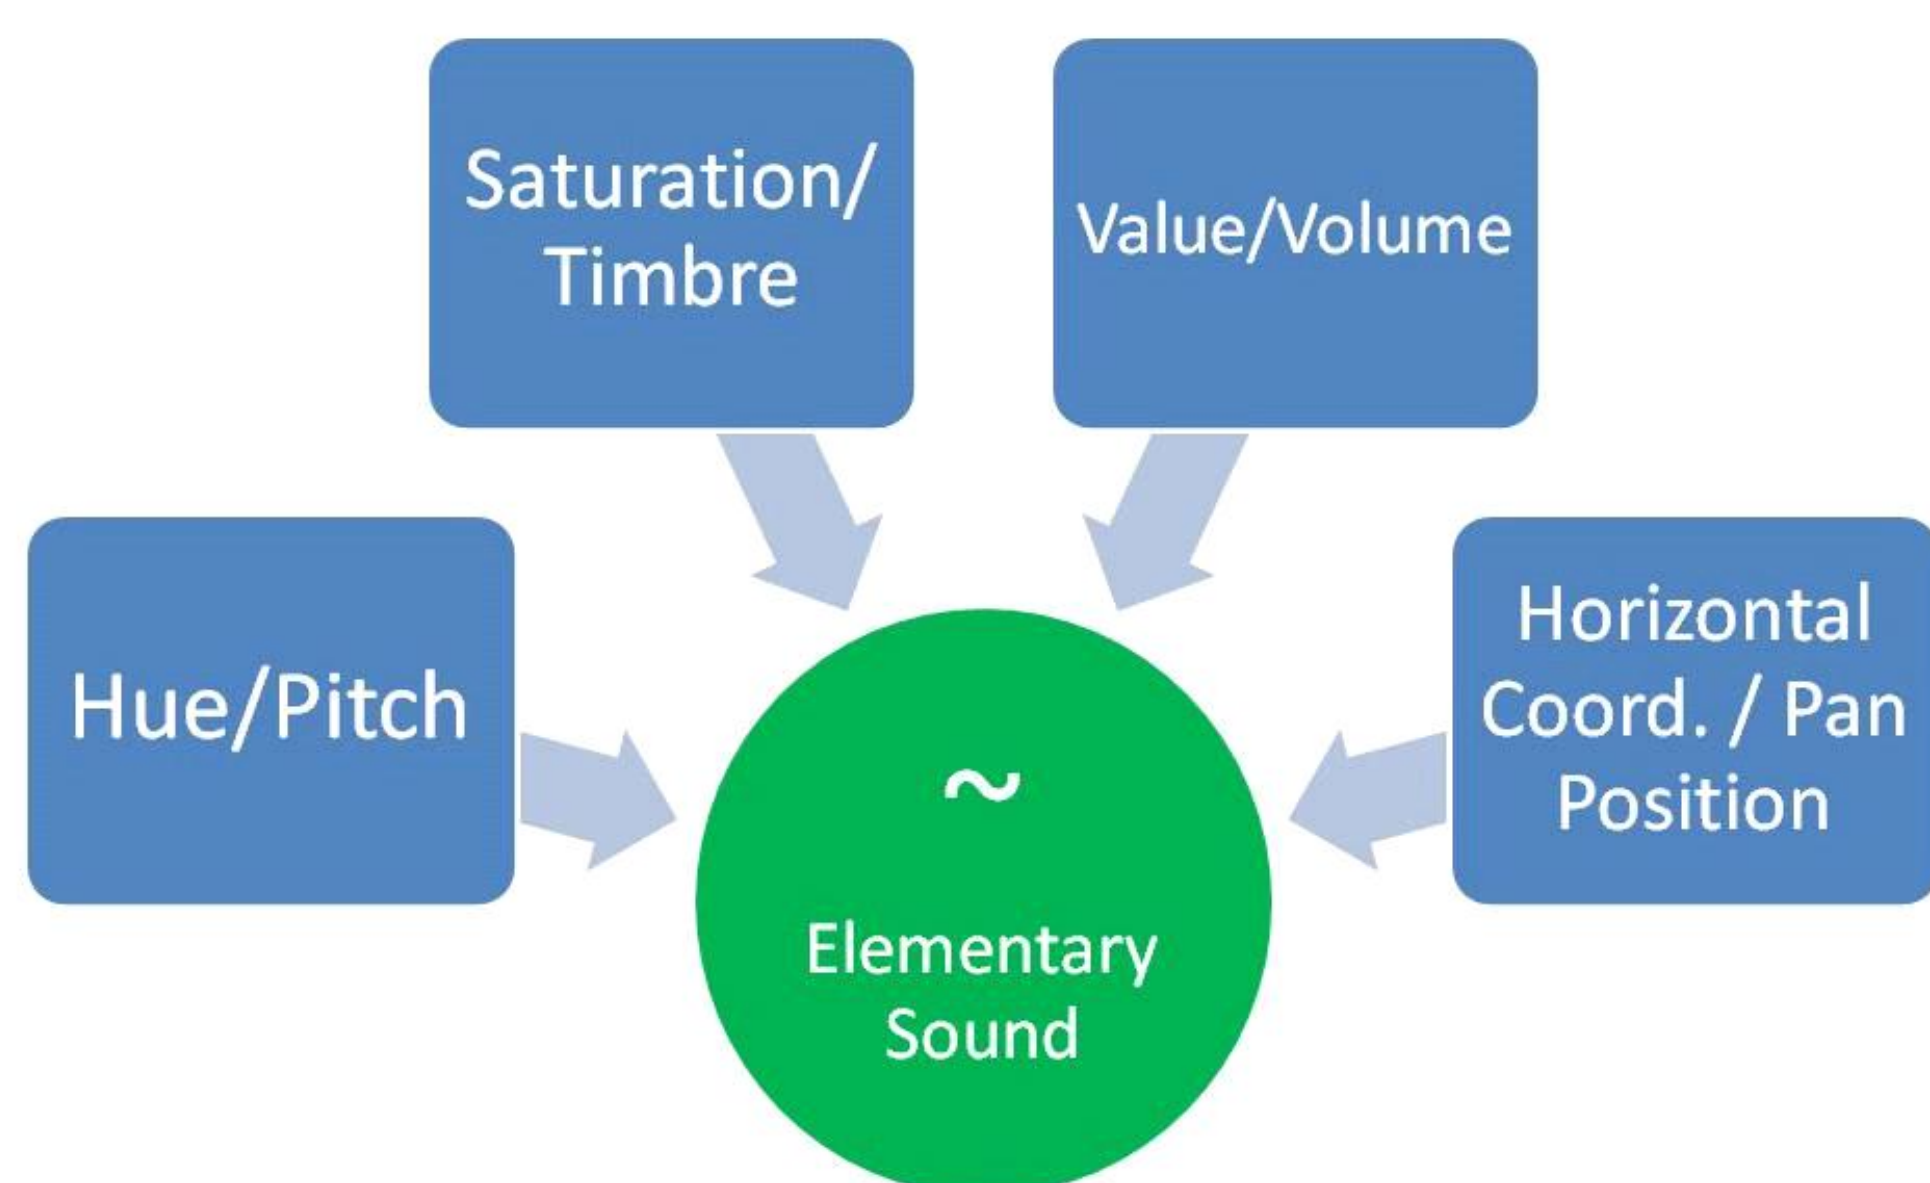 Saturation/
Timbre
Value/Volume
Hue/Pitch
Horizontal
Coord. / Pan
Position
~
Elementary
Sound